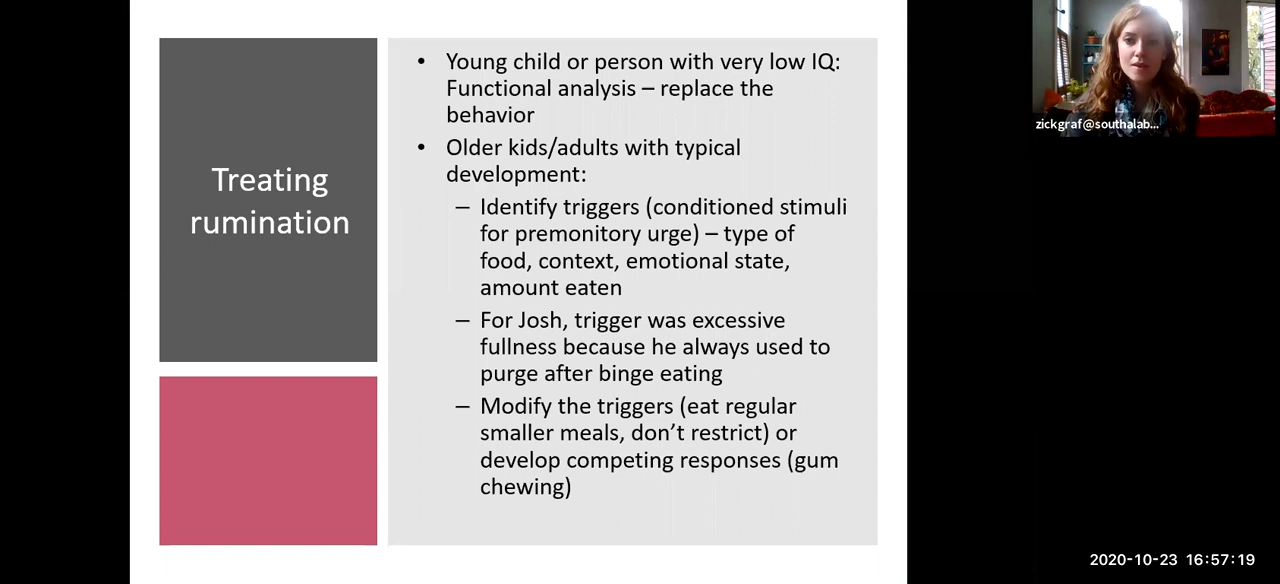 Treating
rumination
• Young child or person with very low IQ:
Functional analysis – replace the
behavior
• Older kids/adults with typical
development:
– Identify triggers (conditioned stimuli
for premonitory urge) – type of
food, context, emotional state,
amount eaten
– For Josh, trigger was excessive
fullness because he always used to
purge after binge eating
– Modify the triggers (eat regular
smaller meals, don’t restrict) or
develop competing responses (gum
chewing)
zickgraf@southalab...
2020-10-23 16:57:19